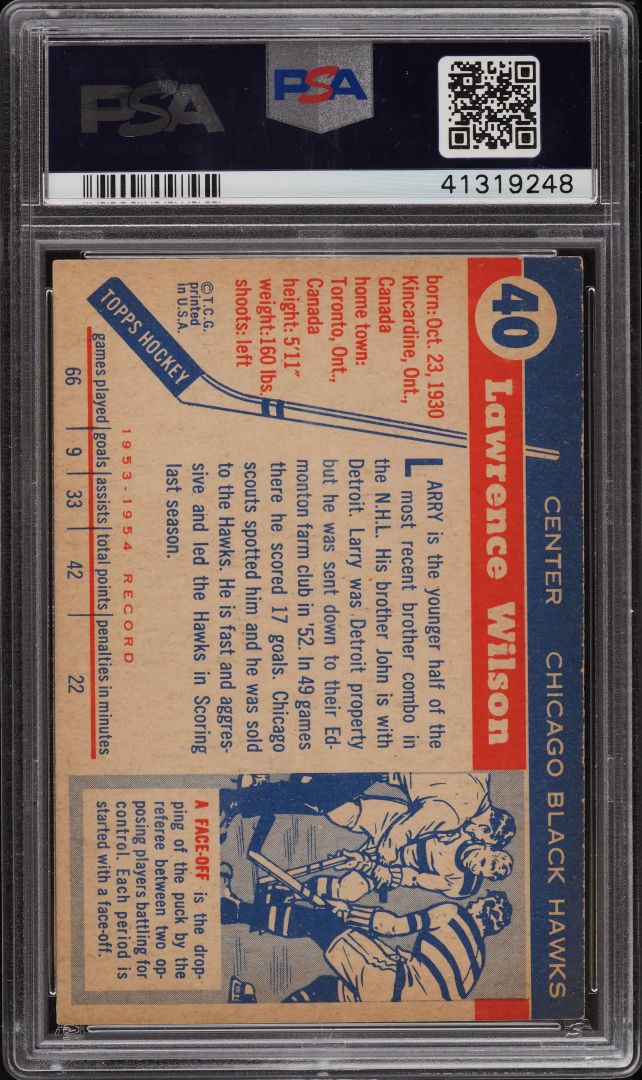 PSA
PSA
41319248
40
Lawrence Wilson
CENTER CHICAGO BLACK HAWKS
born: Oct. 23, 1930
Kincardine, Ont.,
Canada
home town:
Toronto, Ont.,
Canada
height: 5'11"
weight: 160 lbs.
shoots: left
© T.C.G.
printed
in U.S.A.
TOPPS HOCKEY
LARRY is the younger half of the
most recent brother combo in
the N.H.L. His brother John is with
Detroit. Larry was Detroit property
but he was sent down to their Ed-
monton farm club in '52. In 49 games
there he scored 17 goals. Chicago
scouts spotted him and he was sold
to the Hawks. He is fast and aggres-
sive and led the Hawks in Scoring
last season.
1953-1954 RECORD
games played goals assists total points penalties in minutes
66 9 33 42 22
A FACE-OFF is the drop-
ping of the puck by the
referee between two op-
posing players battling for
control. Each period is
started with a face-off.